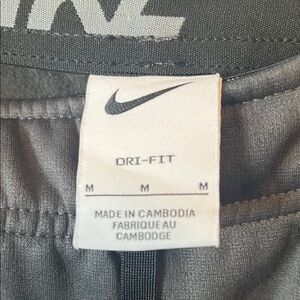 DRI-FIT
M M M
MADE IN CAMBODIA
FABRIQUE AU
CAMBODGE